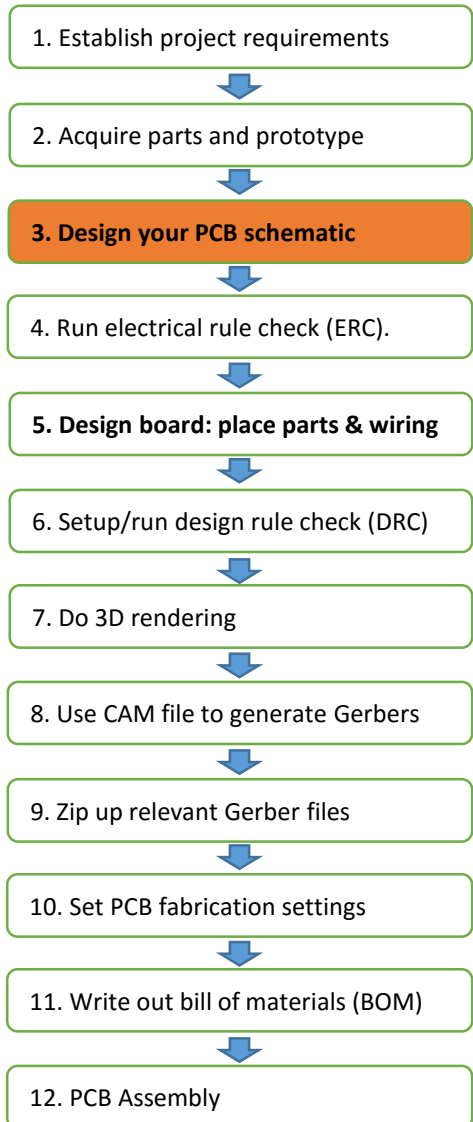 1. Establish project requirements
2. Acquire parts and prototype
3. Design your PCB schematic
4. Run electrical rule check (ERC).
5. Design board: place parts & wiring
6. Setup/run design rule check (DRC)
7. Do 3D rendering
8. Use CAM file to generate Gerbers
9. Zip up relevant Gerber files
10. Set PCB fabrication settings
11. Write out bill of materials (BOM)
12. PCB Assembly